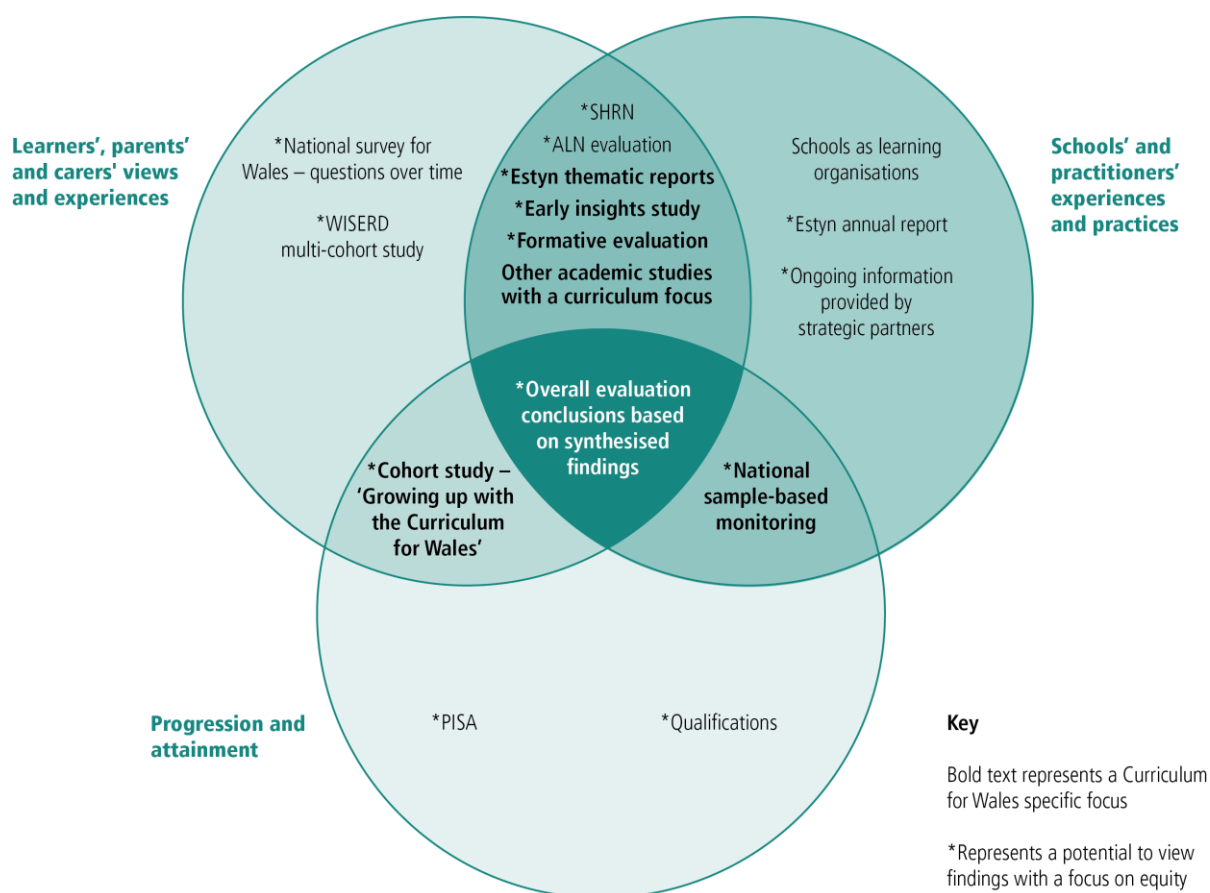 Learners’, parents’
and carers' views
and experiences
*National survey for
Wales – questions over time
*WISERD
multi-cohort study
*SHRN
*ALN evaluation
*Estyn thematic reports
*Early insights study
*Formative evaluation
Other academic studies
with a curriculum focus
Schools as learning
organisations
*Estyn annual report
*Ongoing information
provided by
strategic partners
Schools’ and
practitioners’
experiences
and practices
*Overall evaluation
conclusions based
on synthesised
findings
*Cohort study –
‘Growing up with
the Curriculum
for Wales’
*National
sample-based
monitoring
Progression and
attainment
*PISA
*Qualifications
Key
Bold text represents a Curriculum
for Wales specific focus
*Represents a potential to view
findings with a focus on equity